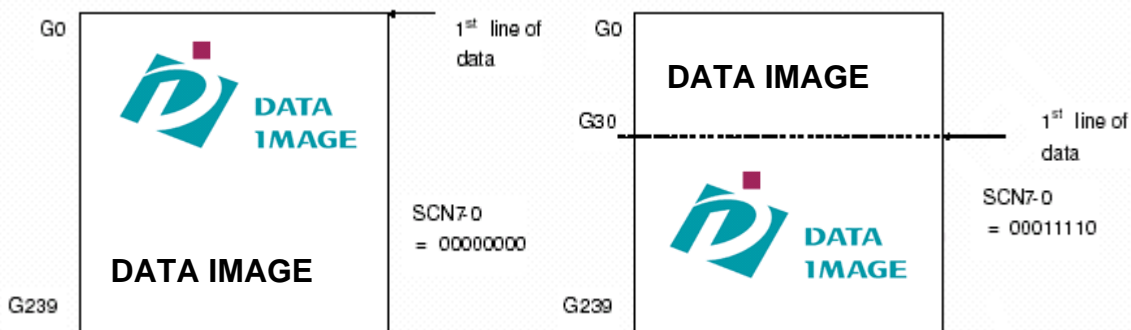 G0
1st line of
data
DATA
IMAGE
SCN7-0
= 00000000
DATA IMAGE
G239
G0
DATA IMAGE
G30
1st line of
data
SCN7-0
= 00011110
DATA
IMAGE
G239